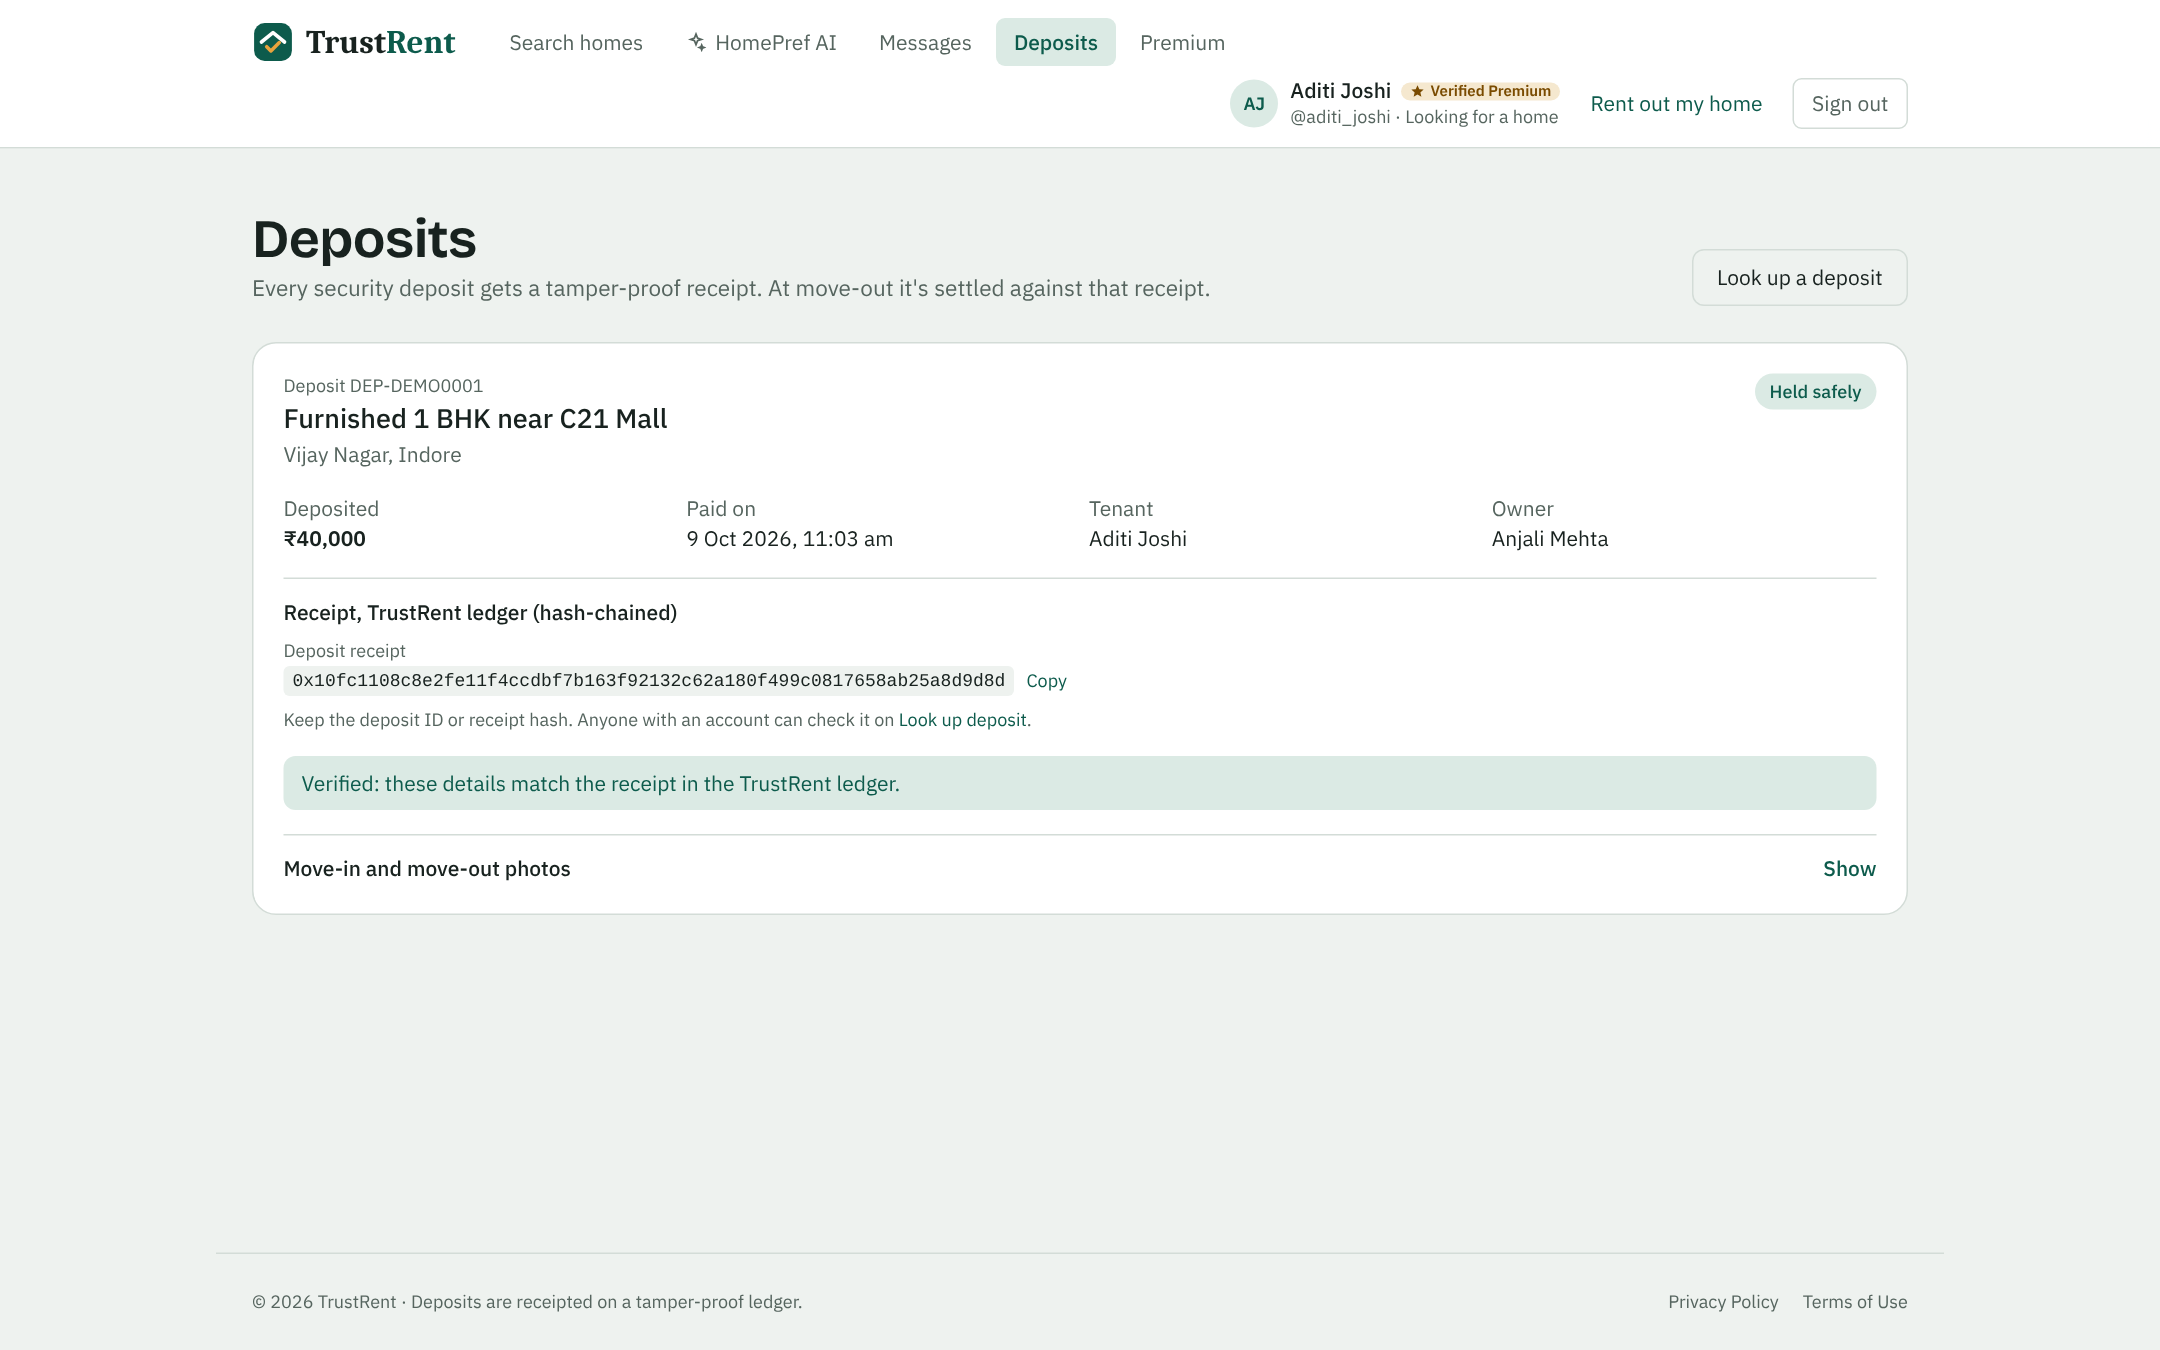 TrustRent
Search homes
HomePref AI
Messages
Deposits
Premium
AJ
Aditi Joshi
★ Verified Premium
@aditi_joshi · Looking for a home
Rent out my home
Sign out
Deposits
Every security deposit gets a tamper-proof receipt. At move-out it's settled against that receipt.
Look up a deposit
Deposit DEP-DEMO0001
Held safely
Furnished 1 BHK near C21 Mall
Vijay Nagar, Indore
Deposited
₹40,000
Paid on
9 Oct 2026, 11:03 am
Tenant
Aditi Joshi
Owner
Anjali Mehta
Receipt, TrustRent ledger (hash-chained)
Deposit receipt
0x10fc1108c8e2fe11f4ccdbf7b163f92132c62a180f499c0817658ab25a8d9d8d Copy
Keep the deposit ID or receipt hash. Anyone with an account can check it on Look up deposit.
Verified: these details match the receipt in the TrustRent ledger.
Move-in and move-out photos
Show
© 2026 TrustRent · Deposits are receipted on a tamper-proof ledger.
Privacy Policy
Terms of Use